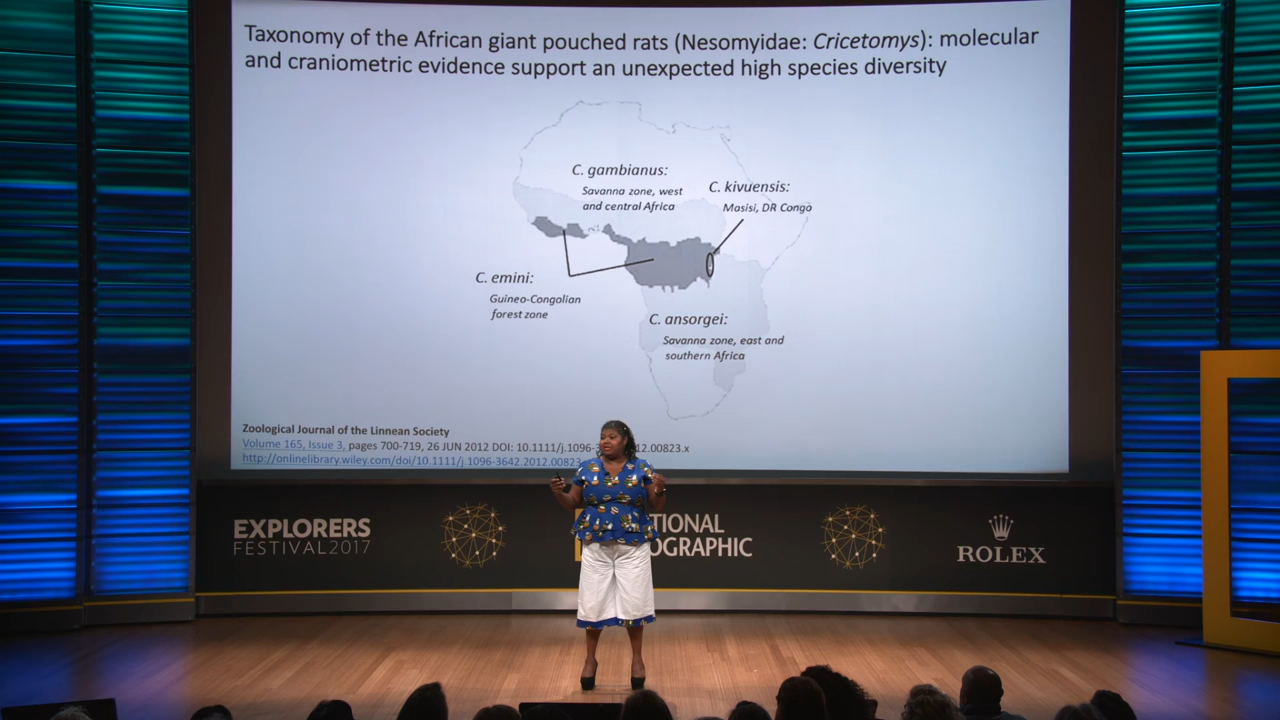 Taxonomy of the African giant pouched rats (Nesomyidae: Cricetomys): molecular
and craniometric evidence support an unexpected high species diversity
C. gambianus:
Savanna zone, west
and central Africa
C. kivuensis:
Masisi, DR Congo
C. emini:
Guineo-Congolian
forest zone
C. ansorgei:
Savanna zone, east and
southern Africa
Zoological Journal of the Linnean Society
Volume 165, Issue 3, pages 700-719, 26 JUN 2012 DOI: 10.1111/j.1096-3 12.00823.x
http://onlinelibrary.wiley.com/doi/10.1111/j.1096-3642.2012.00823
EXPLORERS
FESTIVAL2017
TIONAL
OGRAPHIC
ROLEX